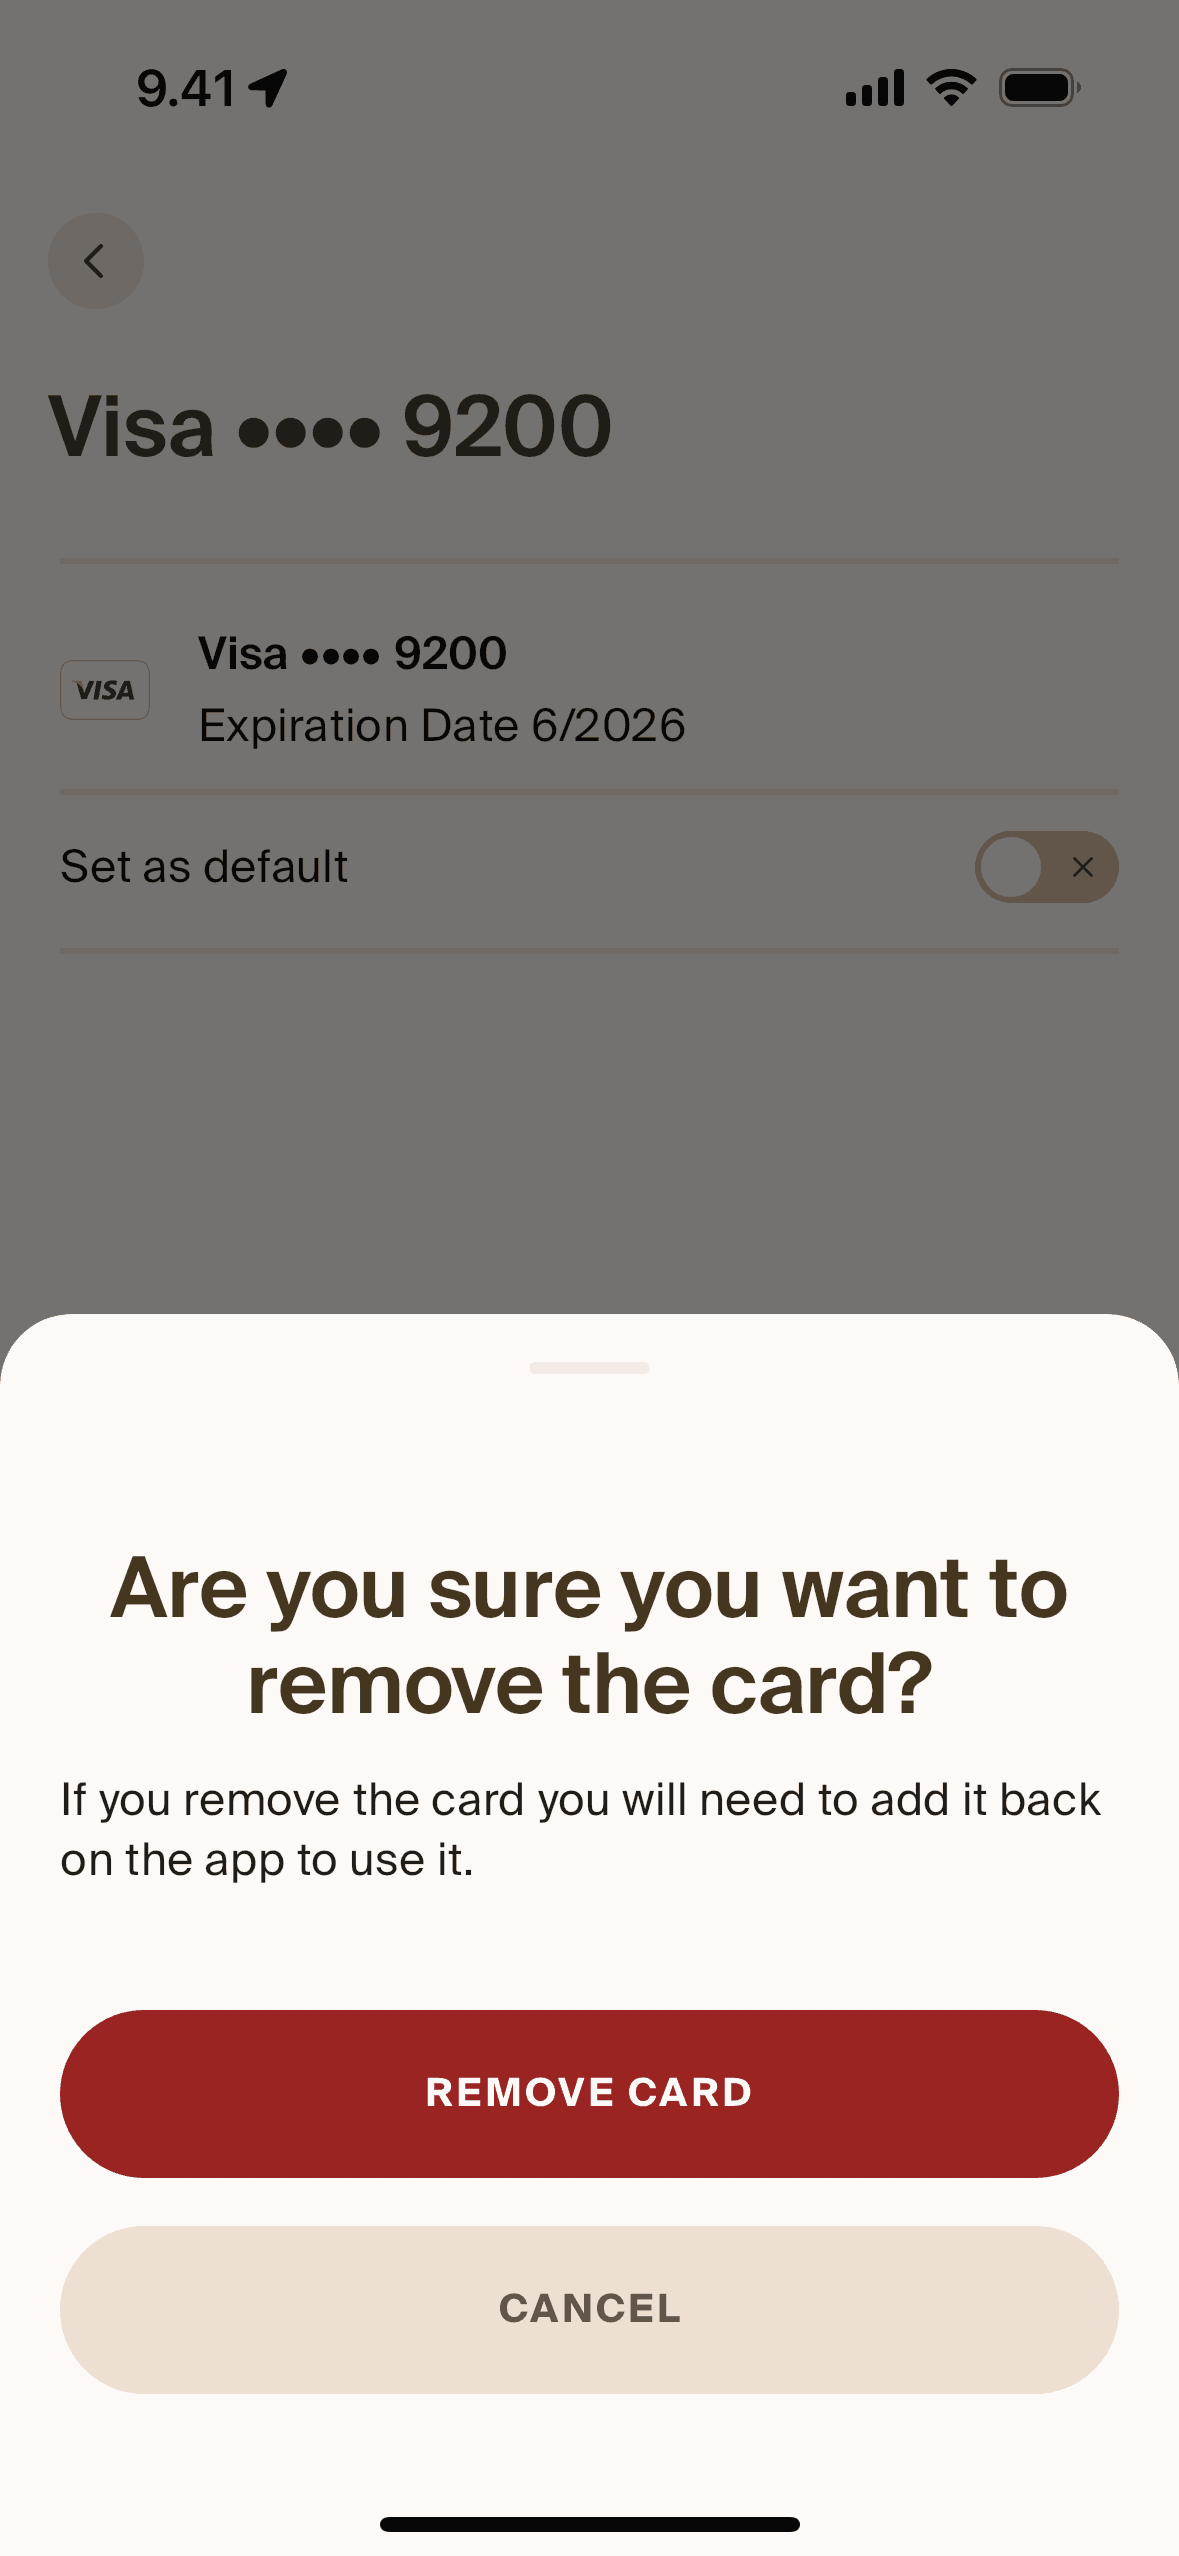 9.41
Visa •••• 9200
VISA
Visa •••• 9200
Expiration Date 6/2026
Set as default
Are you sure you want to
remove the card?
If you remove the card you will need to add it back
on the app to use it.
REMOVE CARD
CANCEL